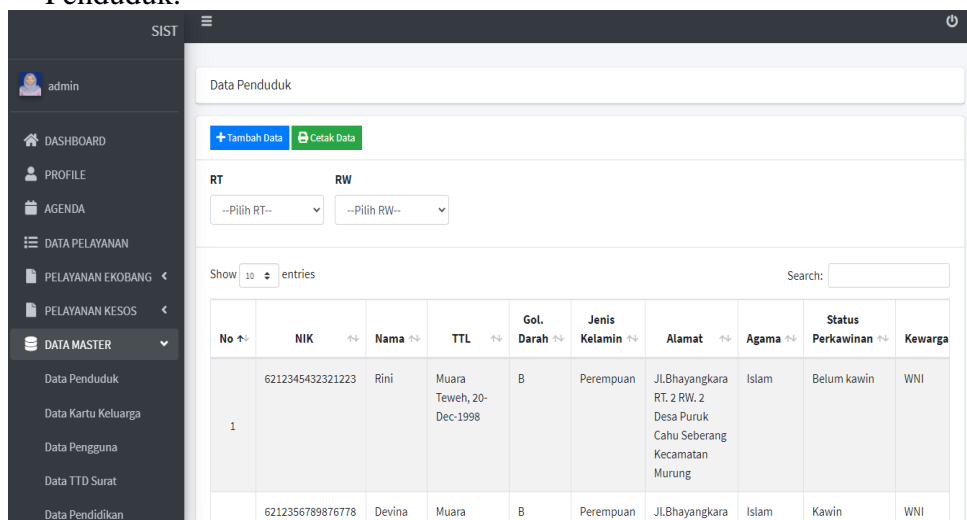 Penduduk.
SIST
admin
DASHBOARD
PROFILE
AGENDA
DATA PELAYANAN
PELAYANAN EKOBANG
PELAYANAN KESOS
DATA MASTER
Data Penduduk
Data Kartu Keluarga
Data Pengguna
Data TTD Surat
Data Pendidikan
Data Penduduk
Tambah Data Cetak Data
RT RW
--Pilih RT-- --Pilih RW--
Show 10 entries Search:
No NIK Nama TTL Gol. Darah Jenis Kelamin Alamat Agama Status Perkawinan Kewarga
1 6212345432321223 Rini Muara Teweh, 20-Dec-1998 B Perempuan Jl.Bhayangkara RT. 2 RW. 2 Desa Puruk Cahu Seberang Kecamatan Murung Islam Belum kawin WNI
6212356789876778 Devina Muara B Perempuan Jl.Bhayangkara Islam Kawin WNI